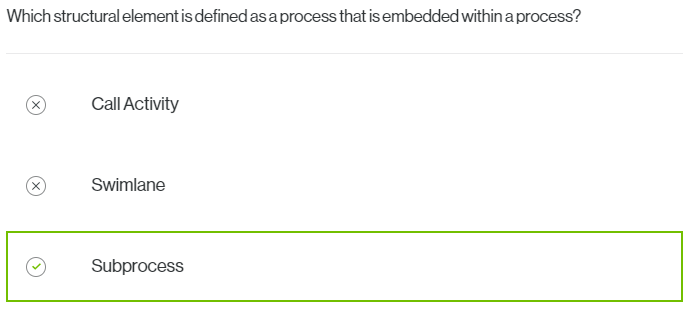 Which structural element is defined as a process that is embedded within a process?
Call Activity
Swimlane
Subprocess